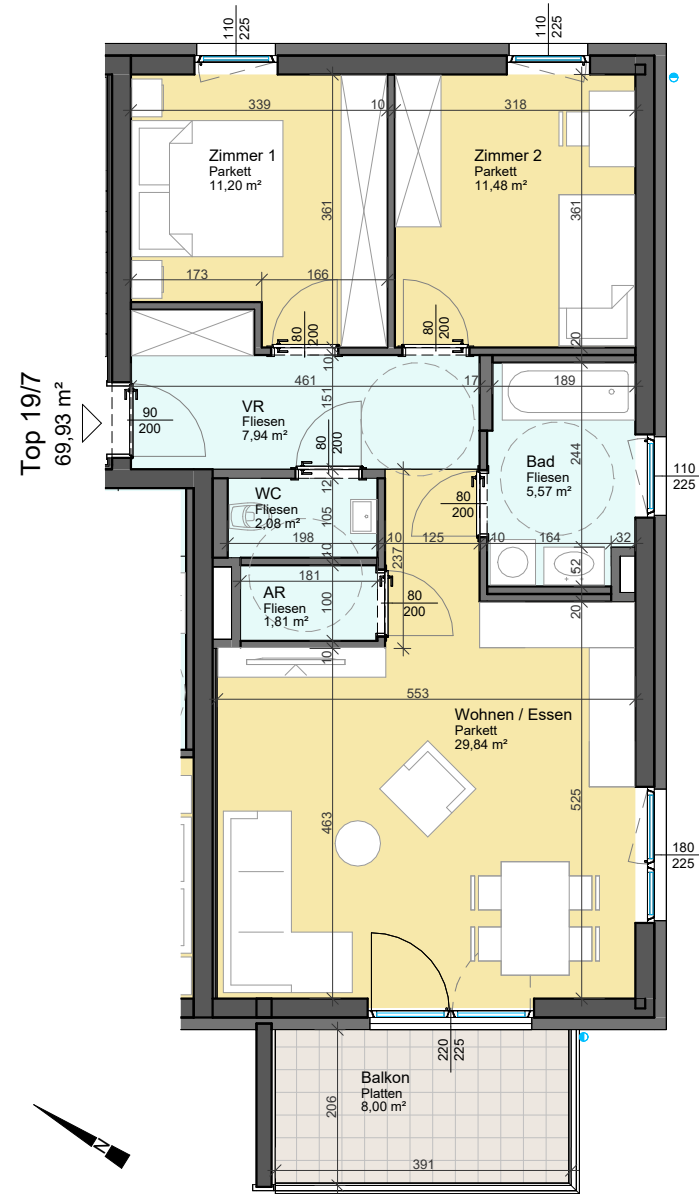 110
225
110
225
339
10
318
Zimmer 1
Parkett
11,20 m²
Zimmer 2
Parkett
11,48 m²
361
361
173
166
80
200
80
200
20
10
Top 19/7
69,93 m²
461
17
189
151
90
200
VR
Fliesen
7,94 m²
80
200
Bad
Fliesen
5,57 m²
244
110
225
WC
Fliesen
2,08 m²
12
105
80
200
198
10
125
10
164
32
10
237
52
181
AR
Fliesen
1,81 m²
100
80
200
20
10
553
Wohnen / Essen
Parkett
29,84 m²
463
525
180
225
220
225
Balkon
Platten
8,00 m²
206
391
N